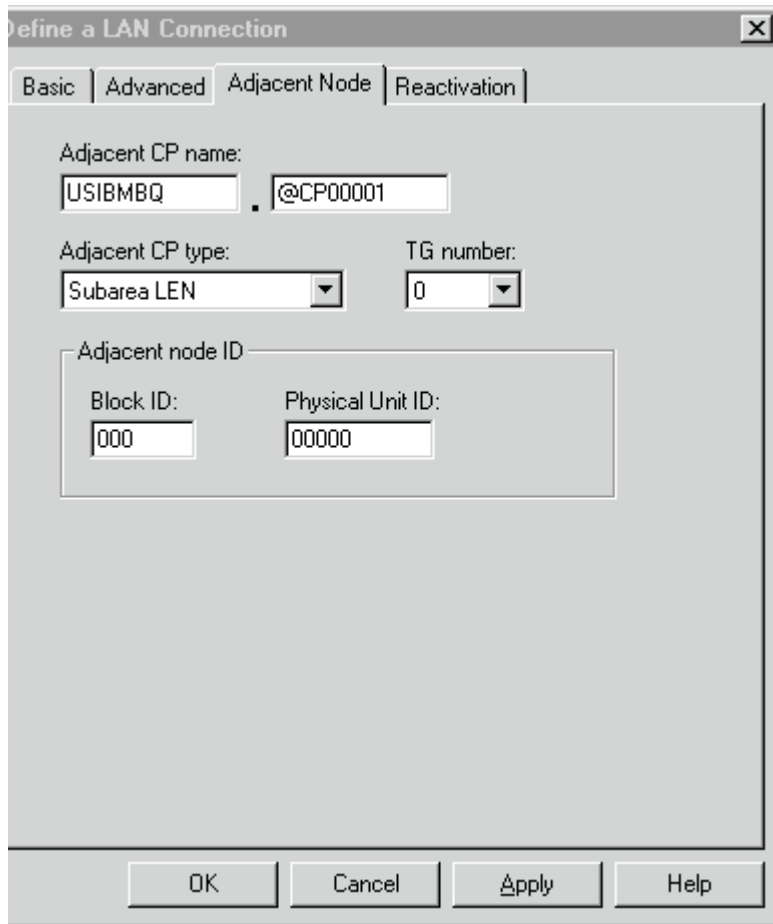 Define a LAN Connection
Basic Advanced Adjacent Node Reactivation
Adjacent CP name:
USIBMBQ . @CP00001
Adjacent CP type: TG number:
Subarea LEN 0
Adjacent node ID
Block ID: Physical Unit ID:
000 00000
OK Cancel Apply Help